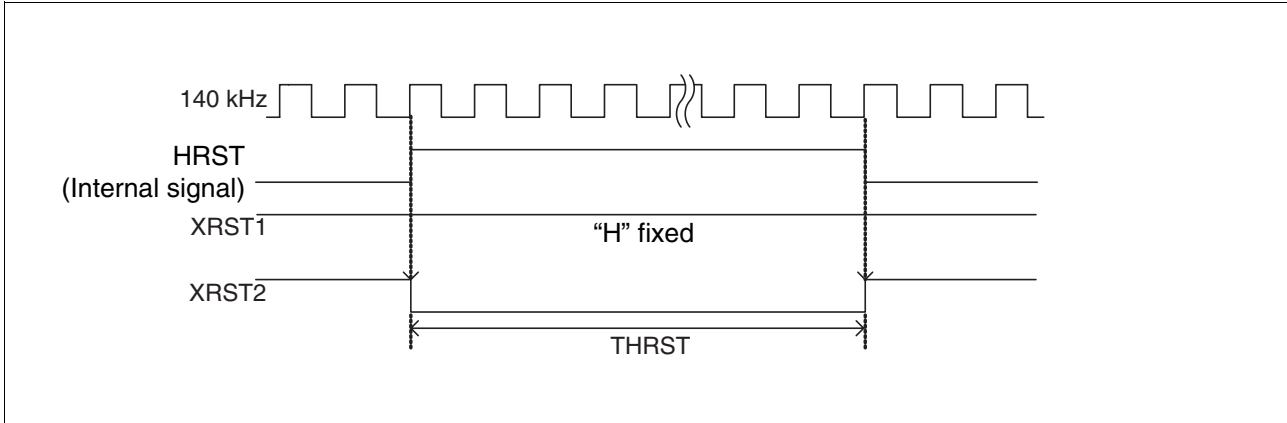 140 kHz
HRST
(Internal signal)
XRST1
“H” fixed
XRST2
THRST